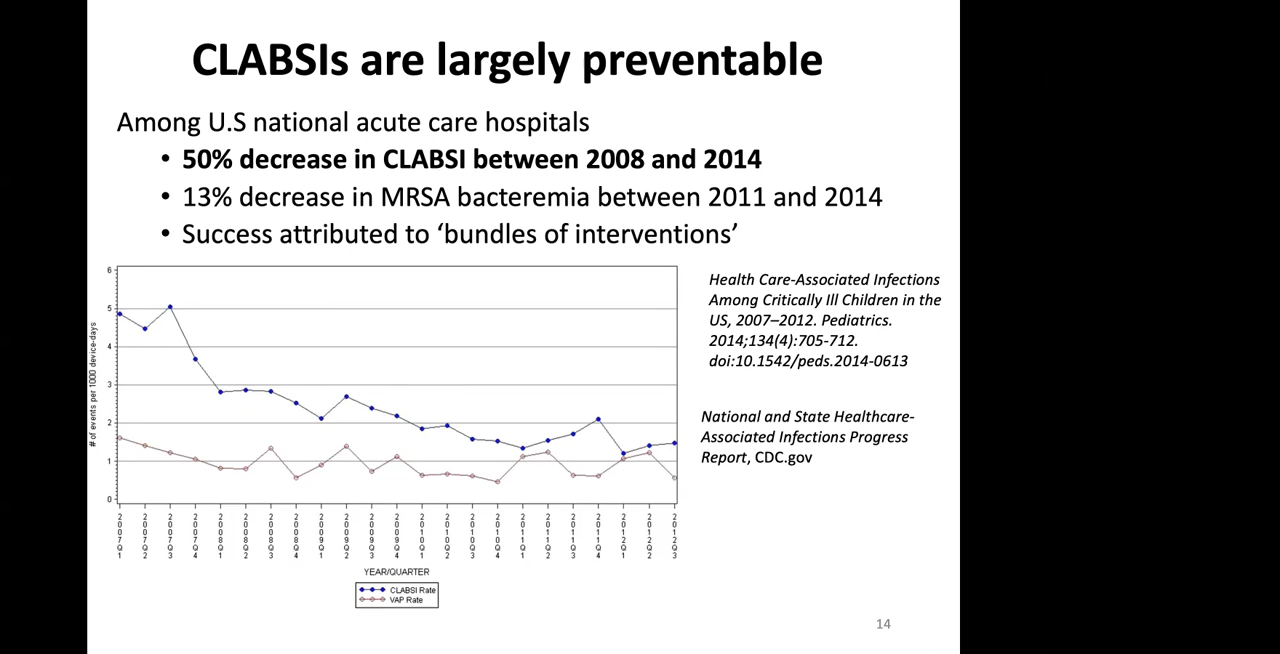 CLABSIs are largely preventable
Among U.S national acute care hospitals
• 50% decrease in CLABSI between 2008 and 2014
• 13% decrease in MRSA bacteremia between 2011 and 2014
• Success attributed to ‘bundles of interventions’
# of events per 1000 device-days
6
5
4
3
2
1
0
2007Q1
2007Q2
2007Q3
2007Q4
2008Q1
2008Q2
2008Q3
2008Q4
2009Q1
2009Q2
2009Q3
2009Q4
2010Q1
2010Q2
2010Q3
2010Q4
2011Q1
2011Q2
2011Q3
2011Q4
2012Q1
2012Q2
2012Q3
YEAR/QUARTER
CLABSI Rate
VAP Rate
Health Care-Associated Infections
Among Critically Ill Children in the
US, 2007–2012. Pediatrics.
2014;134(4):705-712.
doi:10.1542/peds.2014-0613
National and State Healthcare-
Associated Infections Progress
Report, CDC.gov
14